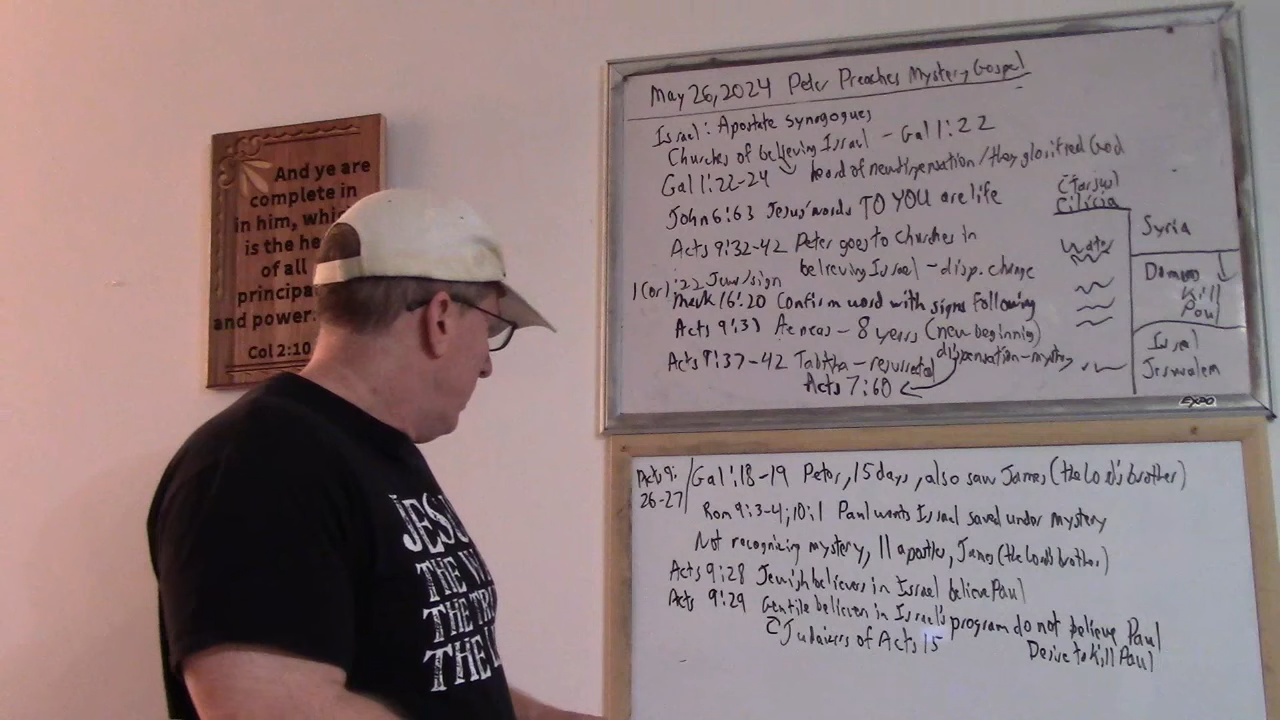 And ye are
complete in
in him, whi
is the he
of all
principa
and power.
Col 2:10
JES
THE W
THE TR
THE L
May 26, 2024 Peter Preaches Mystery Gospel
Israel: Apostate synagogues
Churches of believing Israel - Gal 1:22
Gal 1:22-24 heard of new dispensation/they glorified God
John 6:63 Jesus' words TO YOU are life
Acts 9:32-42 Peter goes to churches in
believing Israel - disp. change
1 Cor 1:22 Jew/sign
Mark 16:20 Confirm word with signs following
Acts 9:33 Aeneas - 8 years (new beginning)
Acts 9:37-42 Tabitha - resurrected dispensation-mystery
Acts 7:60
(Tarsus)
Cilicia
Water
Syria
Damas
Kill
Paul
Israel
Jerusalem
EXPO
Acts 9:
26-27
Gal 1:18-19 Peter, 15 days, also saw James (the Lord's brother)
Rom 9:3-4; 10:1 Paul wants Israel saved under mystery
Not recognizing mystery, 11 apostles, James (the Lord's brother)
Acts 9:28 Jewish believers in Israel believe Paul
Acts 9:29 Gentile believers in Israel's program do not believe Paul
Judaizers of Acts 15
Desire to kill Paul